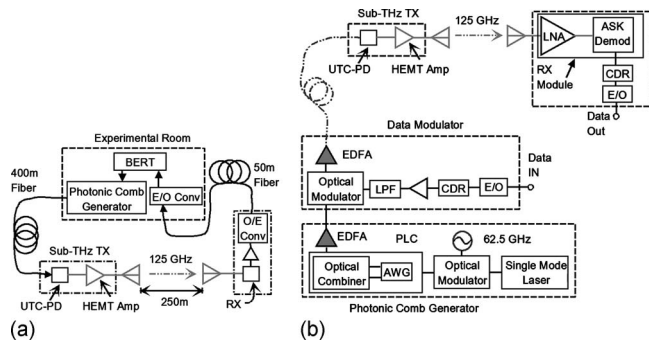 Experimental Room
BERT
Photonic Comb
Generator
E/O Conv
400m
Fiber
50m
Fiber
O/E
Conv
Sub-THz TX
125 GHz
250m
UTC-PD
HEMT Amp
RX
(a)
Sub-THz TX
125 GHz
UTC-PD
HEMT Amp
LNA
ASK
Demod
RX
Module
CDR
E/O
Data
Out
Data Modulator
EDFA
Optical
Modulator
LPF
CDR
E/O
Data
IN
EDFA
PLC
62.5 GHz
Optical
Combiner
AWG
Optical
Modulator
Single Mode
Laser
Photonic Comb Generator
(b)